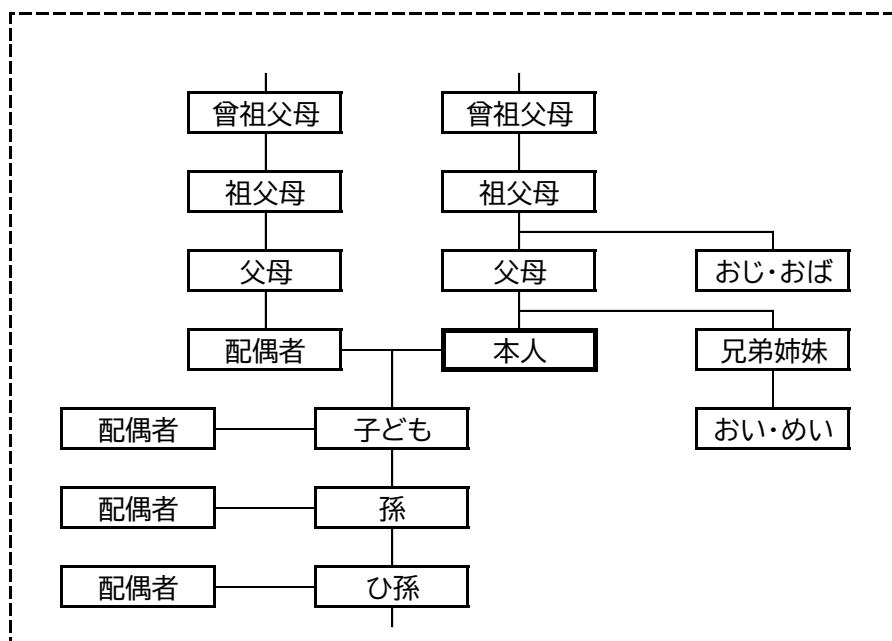 曾祖父母 曾祖父母
祖父母 祖父母
父母 父母 おじ・おば
配偶者 本人 兄弟姉妹
配偶者 子ども おい・めい
配偶者 孫
配偶者 ひ孫